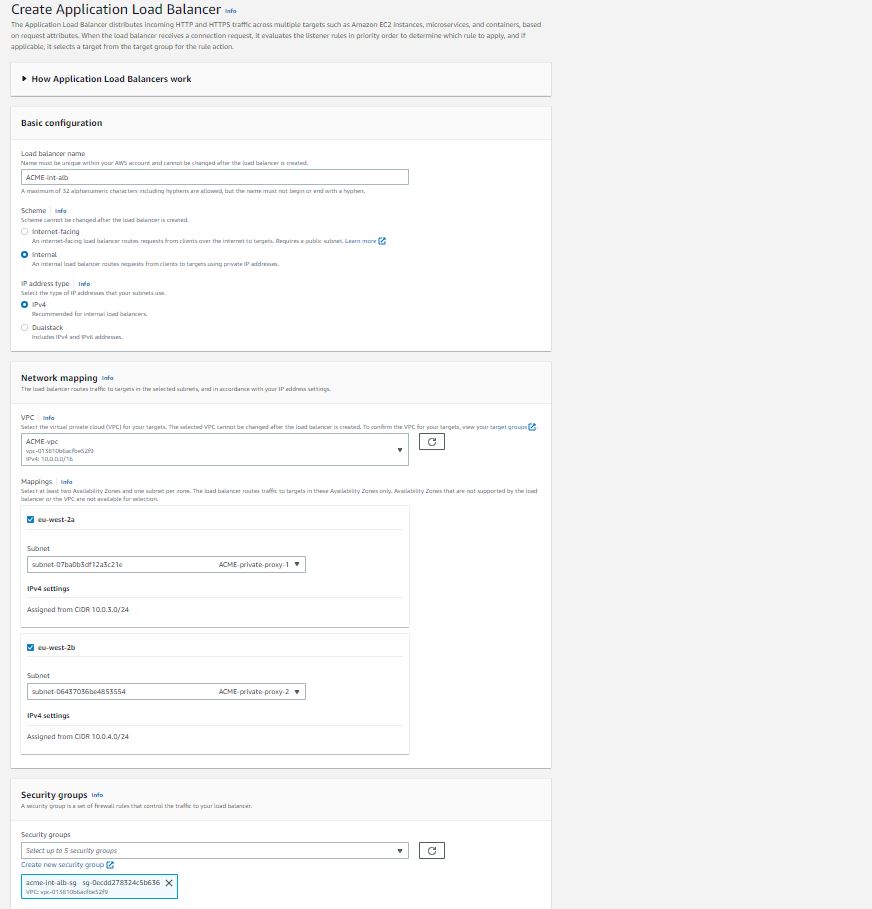 Create Application Load Balancer Info
The Application Load Balancer distributes incoming HTTP and HTTPS traffic across multiple targets such as Amazon EC2 instances, microservices, and containers, based
on request attributes. When the load balancer receives a connection request, it evaluates the listener rules in priority order to determine which rule to apply, and if
applicable, it selects a target from the target group for the rule action.
How Application Load Balancers work
Basic configuration
Load balancer name
Name must be unique within your AWS account and cannot be changed after the load balancer is created.
ACME-int-alb
A maximum of 32 alphanumeric characters including hyphens are allowed, but the name must not begin or end with a hyphen.
Scheme Info
Scheme cannot be changed after the load balancer is created.
Internet-facing
An internet-facing load balancer routes requests from clients over the internet to targets. Requires a public subnet. Learn more
Internal
An internal load balancer routes requests from clients to targets using private IP addresses.
IP address type Info
Select the type of IP addresses that your subnets use.
IPv4
Recommended for internal load balancers.
Dualstack
Includes IPv4 and IPv6 addresses.
Network mapping Info
The load balancer routes traffic to targets in the selected subnets, and in accordance with your IP address settings.
VPC Info
Select the virtual private cloud (VPC) for your targets. The selected VPC cannot be changed after the load balancer is created. To confirm the VPC for your targets, view your target groups.
ACME-vpc
vpc-013810b6acfbe52f9
IPv4: 10.0.0.0/16
Mappings Info
Select at least two Availability Zones and one subnet per zone. The load balancer routes traffic to targets in these Availability Zones only. Availability Zones that are not supported by the load
balancer or the VPC are not available for selection.
eu-west-2a
Subnet
subnet-07ba0b3df12a3c21e ACME-private-proxy-1
IPv4 settings
Assigned from CIDR 10.0.3.0/24
eu-west-2b
Subnet
subnet-06437036be4853554 ACME-private-proxy-2
IPv4 settings
Assigned from CIDR 10.0.4.0/24
Security groups Info
A security group is a set of firewall rules that control the traffic to your load balancer.
Security groups
Select up to 5 security groups
Create new security group
acme-int-alb-sg sg-0ecdd278324c5b636
VPC: vpc-013810b6acfbe52f9